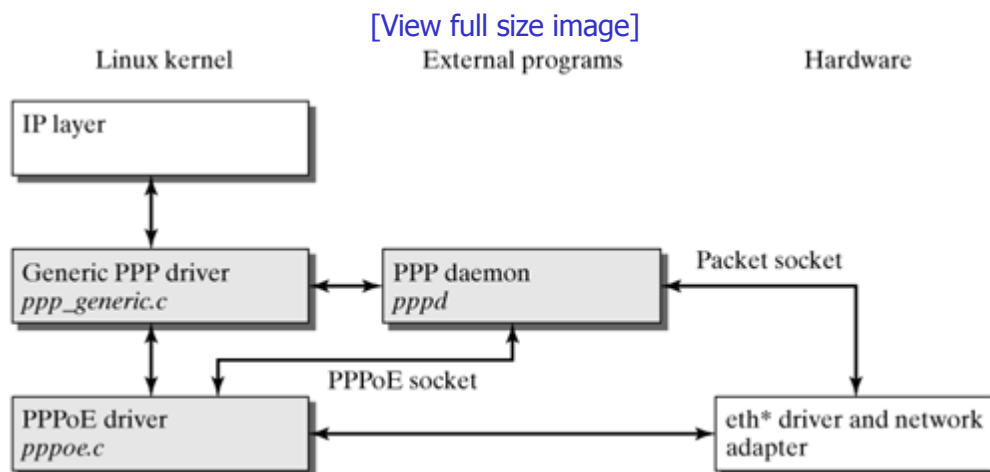 [View full size image]
Linux kernel
External programs
Hardware
IP layer
Generic PPP driver
ppp_generic.c
PPP daemon
pppd
Packet socket
PPPoE socket
PPPoE driver
pppoe.c
eth* driver and network
adapter